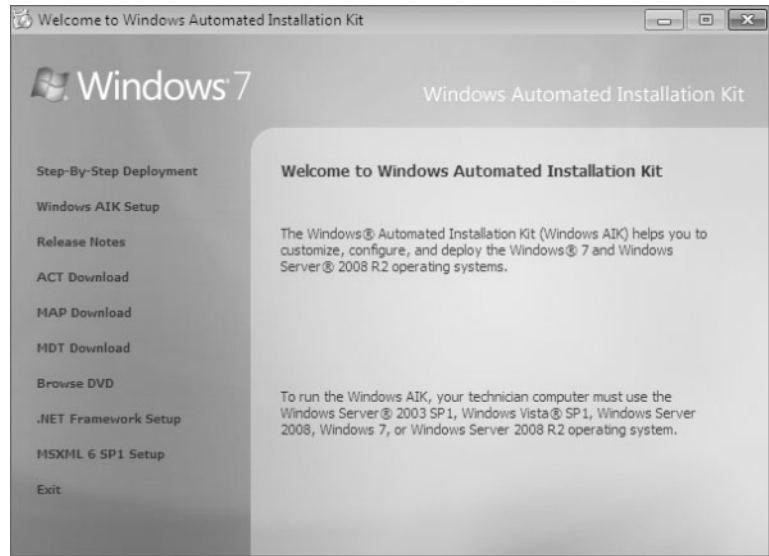 Welcome to Windows Automated Installation Kit
Windows® 7
Windows Automated Installation Kit
Step-By-Step Deployment
Windows AIK Setup
Release Notes
ACT Download
MAP Download
MDT Download
Browse DVD
.NET Framework Setup
MSXML 6 SP1 Setup
Exit
Welcome to Windows Automated Installation Kit
The Windows® Automated Installation Kit (Windows AIK) helps you to
customize, configure, and deploy the Windows® 7 and Windows
Server® 2008 R2 operating systems.
To run the Windows AIK, your technician computer must use the
Windows Server® 2003 SP1, Windows Vista® SP1, Windows Server
2008, Windows 7, or Windows Server 2008 R2 operating system.